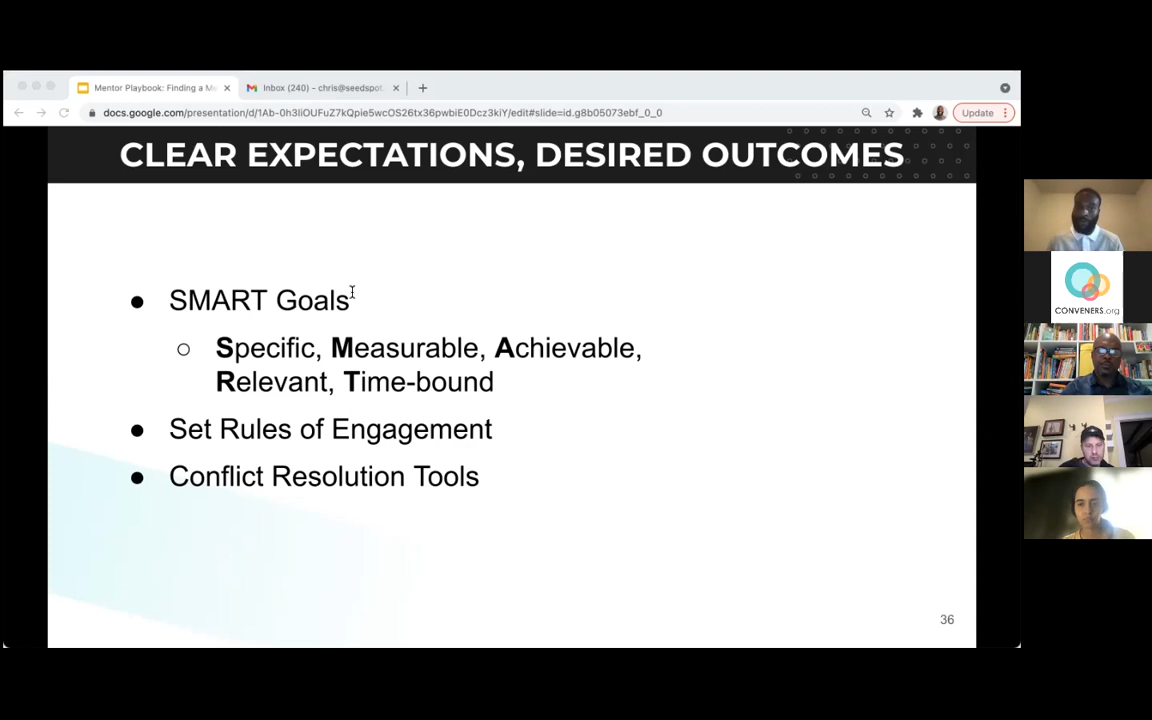 Mentor Playbook: Finding a Me
Inbox (240) - chris@seedspot.
docs.google.com/presentation/d/1Ab-0h3IiOUFuZ7kQpie5wcOS26tx36pwbiE0Dcz3kiY/edit#slide=id.g8b05073ebf_0_0
Update
CLEAR EXPECTATIONS, DESIRED OUTCOMES
● SMART Goals
○ Specific, Measurable, Achievable,
Relevant, Time-bound
● Set Rules of Engagement
● Conflict Resolution Tools
36
CONVENERS.org